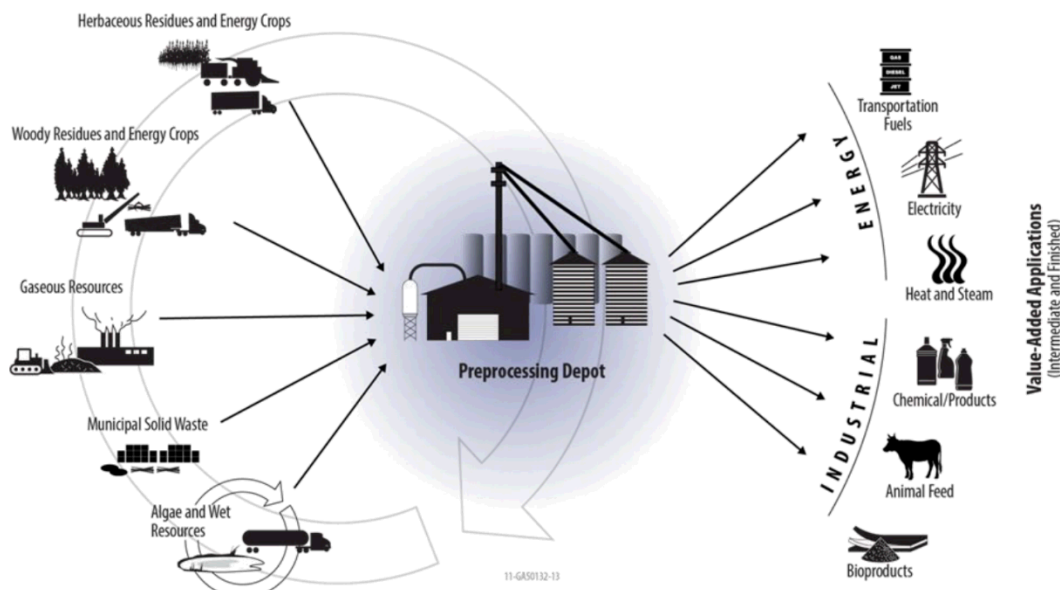 Herbaceous Residues and Energy Crops
Woody Residues and Energy Crops
Gaseous Resources
Municipal Solid Waste
Algae and Wet
Resources
Preprocessing Depot
11-GA50132-13
ENERGY
INDUSTRIAL
GAS
DIESEL
JET
Transportation
Fuels
Electricity
Heat and Steam
Chemical/Products
Animal Feed
Bioproducts
Value-Added Applications
(Intermediate and Finished)